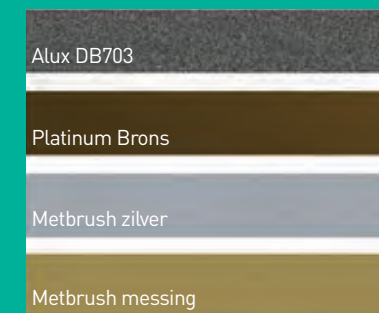 Alux DB703
Platinum Brons
Metbrush zilver
Metbrush messing